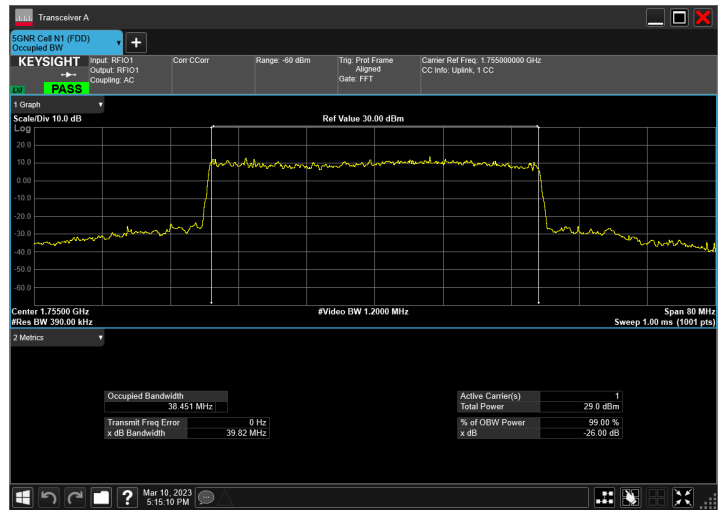 Transceiver A
5GNR Cell N1 (FDD)
Occupied BW
KEYSIGHT
LXI
PASS
Input: RFIO1
Output: RFIO1
Coupling: AC
Corr CCorr
Range: -60 dBm
Trig: Prot Frame
Aligned
Gate: FFT
Carrier Ref Freq: 1.755000000 GHz
CC Info: Uplink, 1 CC
1 Graph
Scale/Div 10.0 dB
Ref Value 30.00 dBm
Log
20.0
10.0
0.00
-10.0
-20.0
-30.0
-40.0
-50.0
-60.0
Center 1.75500 GHz
#Video BW 1.2000 MHz
Span 80 MHz
#Res BW 390.00 kHz
Sweep 1.00 ms (1001 pts)
2 Metrics
Occupied Bandwidth
38.451 MHz
Transmit Freq Error 0 Hz
x dB Bandwidth 39.82 MHz
Active Carrier(s) 1
Total Power 29.0 dBm
% of OBW Power 99.00 %
x dB -26.00 dB
Mar 10, 2023
5:15:10 PM